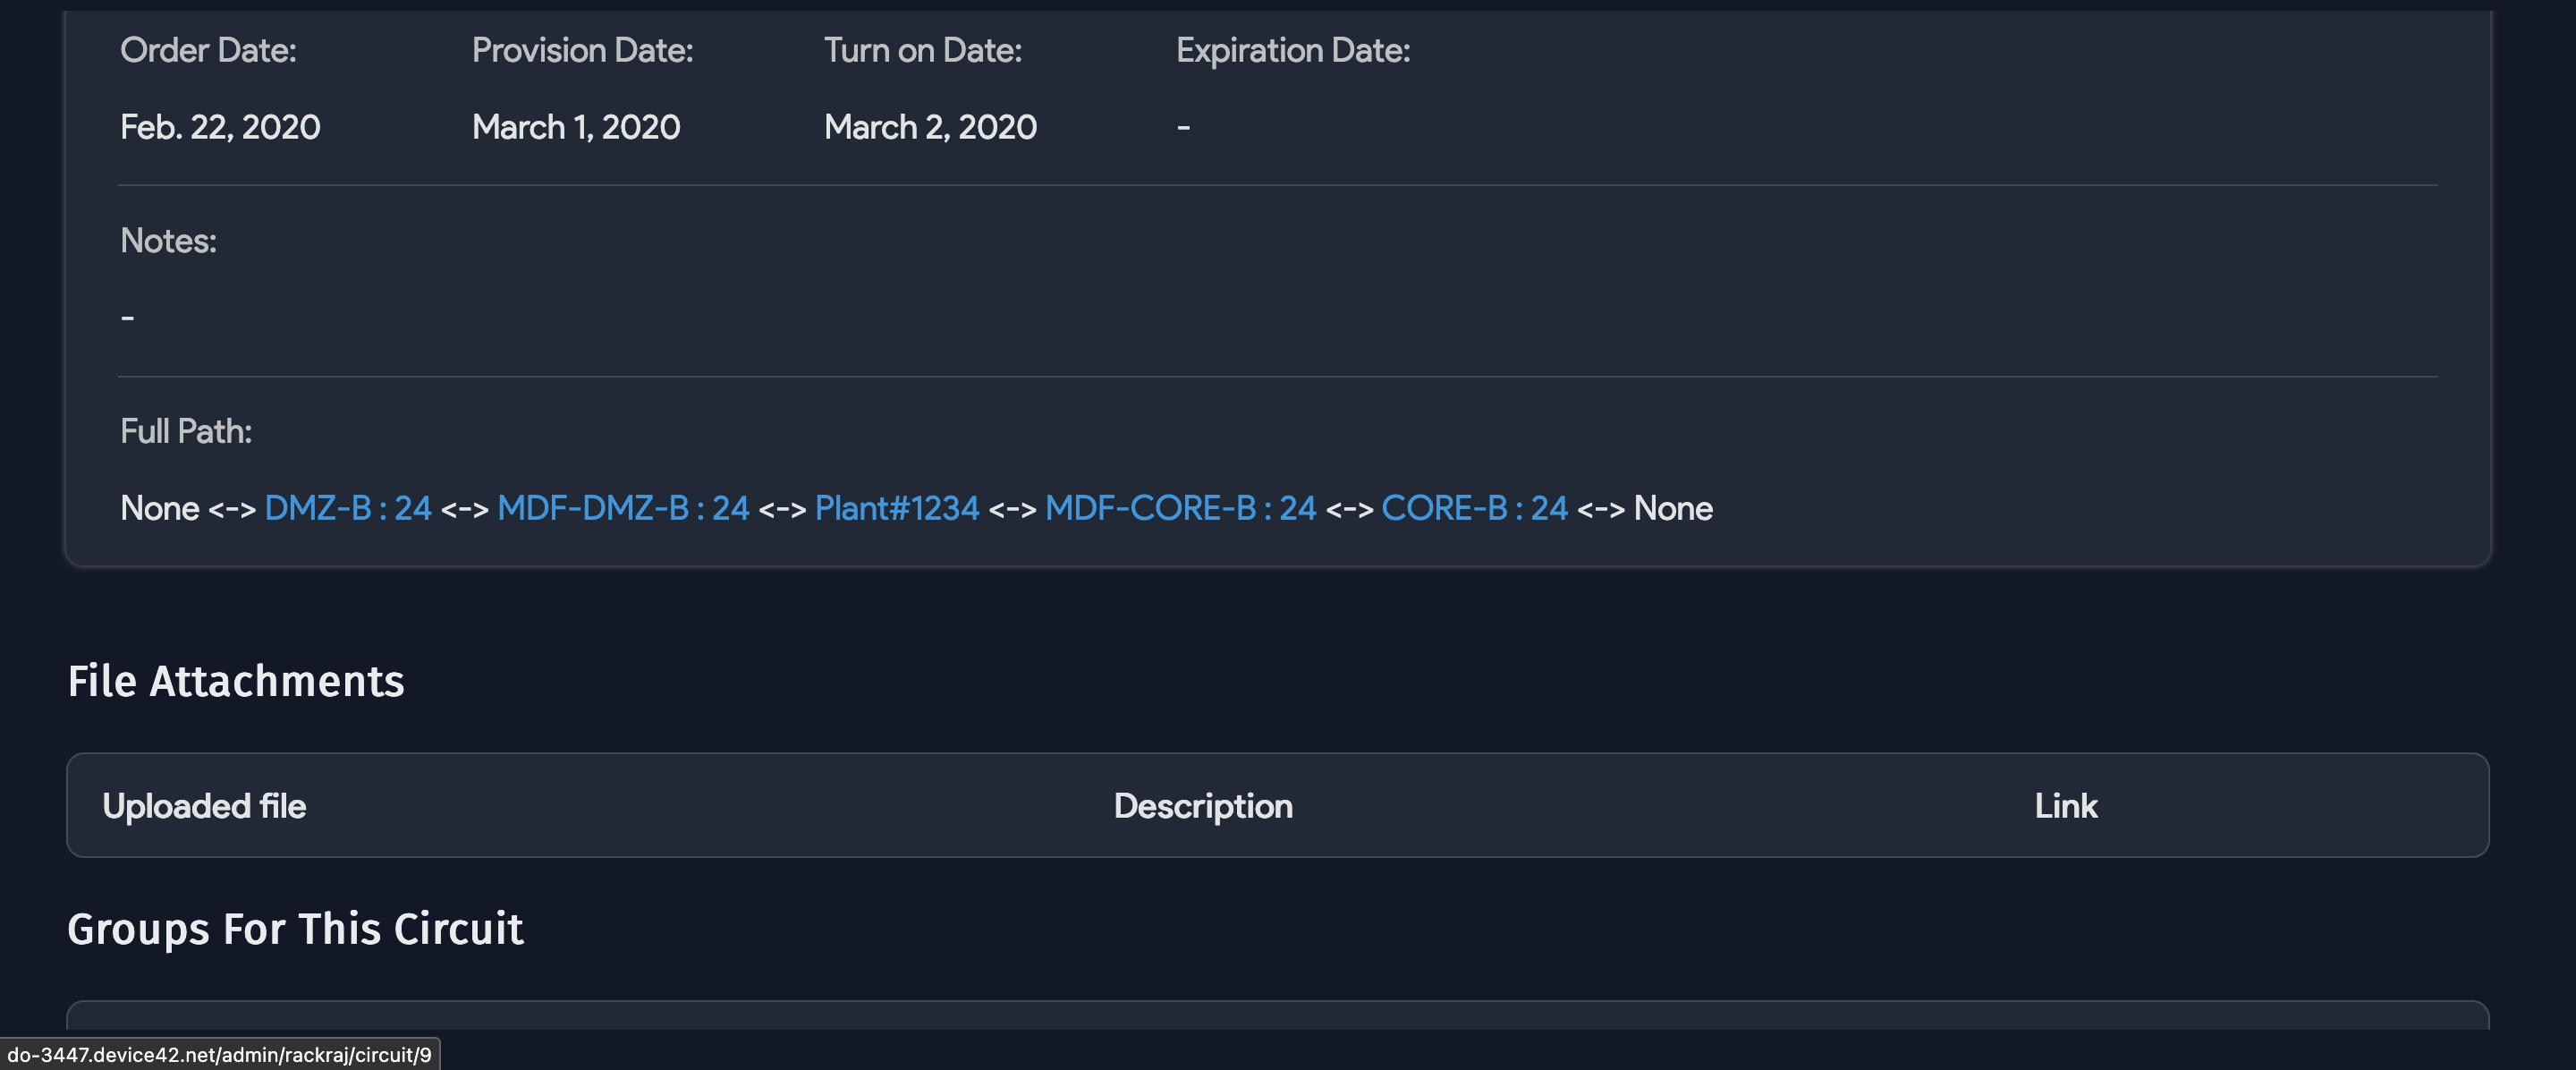 Order Date: Provision Date: Turn on Date: Expiration Date:
Feb. 22, 2020 March 1, 2020 March 2, 2020 -
Notes:
-
Full Path:
None <-> DMZ-B : 24 <-> MDF-DMZ-B : 24 <-> Plant#1234 <-> MDF-CORE-B : 24 <-> CORE-B : 24 <-> None
File Attachments
Uploaded file Description Link
Groups For This Circuit
do-3447.device42.net/admin/rackraj/circuit/9